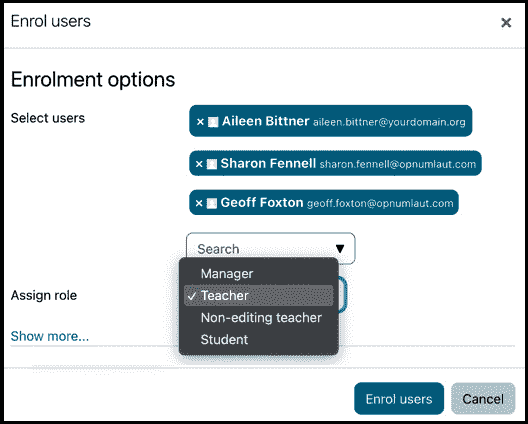 Enrol users ×
Enrolment options
Select users
× Aileen Bittner aileen.bittner@yourdomain.org
× Sharon Fennell sharon.fennell@opnumlaut.com
× Geoff Foxton geoff.foxton@opnumlaut.com
Search ▼
Manager
Assign role ✓ Teacher
Non-editing teacher
Show more...
Student
Enrol users Cancel